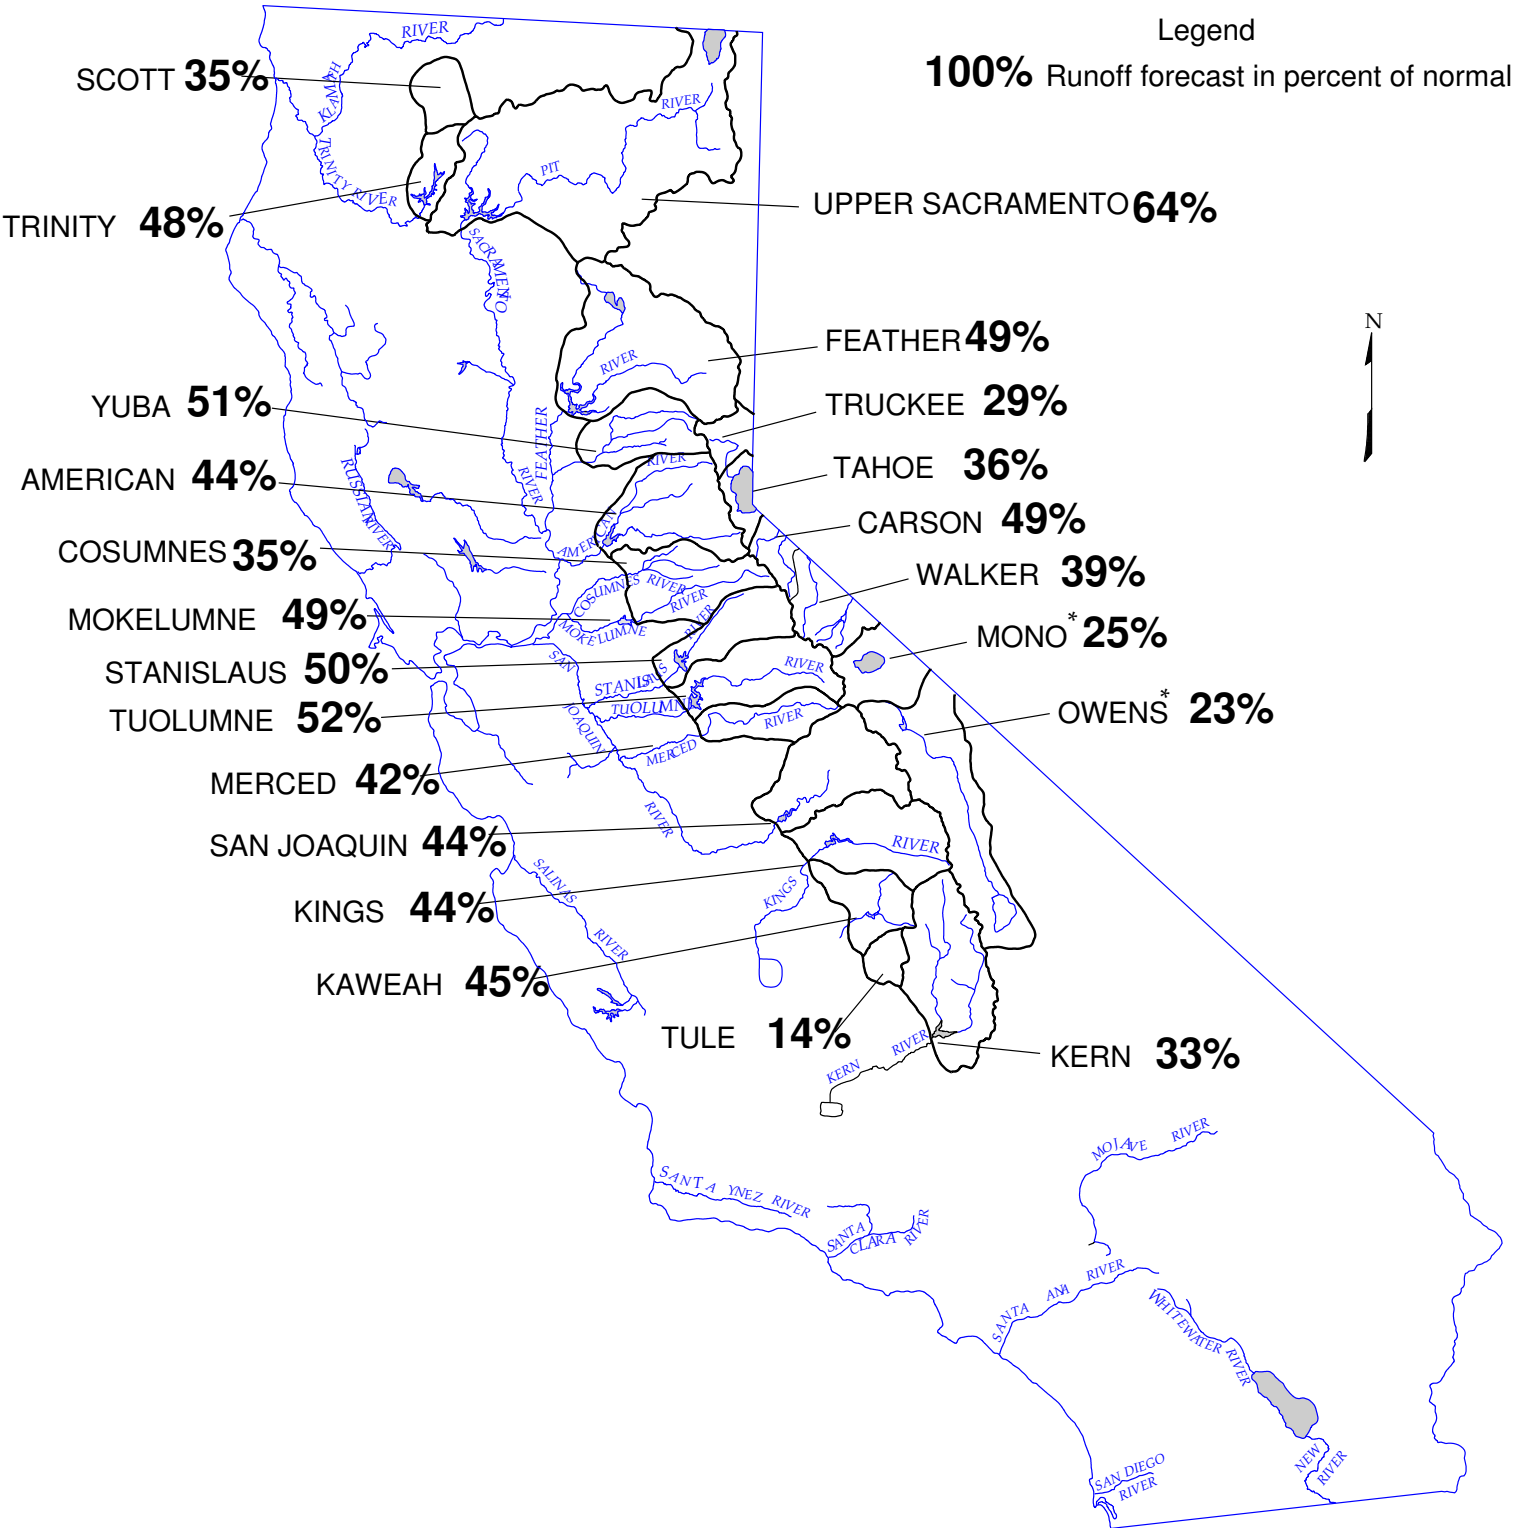 Legend
100% Runoff forecast in percent of normal
RIVER
SCOTT 35%
KLAMATH
RIVER
TRINITY RIVER
PIT
TRINITY 48%
UPPER SACRAMENTO 64%
SACRAMENTO
N
FEATHER 49%
RIVER
YUBA 51%
TRUCKEE 29%
FEATHER
RIVER
AMERICAN 44%
RIVER
TAHOE 36%
RUSSIAN
RIVER
CARSON 49%
AMERICAN
COSUMNES 35%
WALKER 39%
COSUMNES RIVER
RIVER
MOKELUMNE 49%
MOKELUMNE
RIVER
MONO* 25%
STANISLAUS 50%
SAN
STANISLAUS
RIVER
TUOLUMNE 52%
TUOLUMNE
OWENS* 23%
JOAQUIN
RIVER
MERCED
MERCED 42%
RIVER
SAN JOAQUIN 44%
RIVER
SALINAS
KINGS
KINGS 44%
RIVER
KAWEAH 45%
TULE 14%
KERN RIVER
KERN 33%
MOJAVE RIVER
SANTA YNEZ RIVER
SANTA
CLARA
RIVER
SANTA ANA RIVER
WHITEWATER RIVER
NEW
RIVER
SAN DIEGO
RIVER